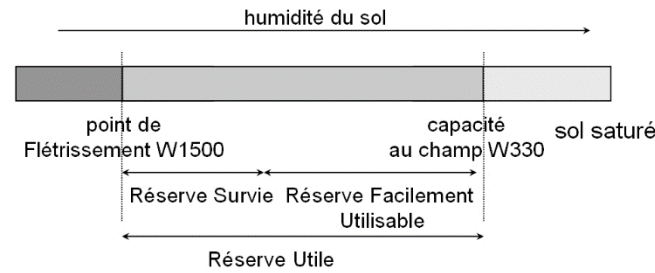 humidité du sol
point de
Flétrissement W1500
capacité
au champ W330
sol saturé
Réserve Survie
Réserve Facilement
Utilisable
Réserve Utile